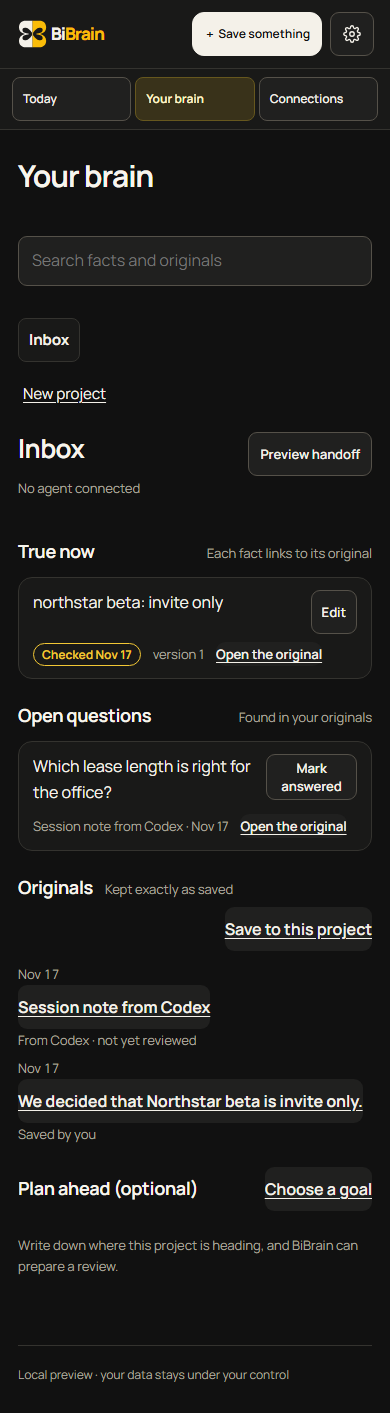 BiBrain
+ Save something
Today
Your brain
Connections
Your brain
Search facts and originals
Inbox
New project
Inbox
Preview handoff
No agent connected
True now
Each fact links to its original
northstar beta: invite only
Edit
Checked Nov 17
version 1
Open the original
Open questions
Found in your originals
Which lease length is right for
the office?
Mark
answered
Session note from Codex · Nov 17
Open the original
Originals
Kept exactly as saved
Save to this project
Nov 17
Session note from Codex
From Codex · not yet reviewed
Nov 17
We decided that Northstar beta is invite only.
Saved by you
Plan ahead (optional)
Choose a goal
Write down where this project is heading, and BiBrain can
prepare a review.
Local preview · your data stays under your control